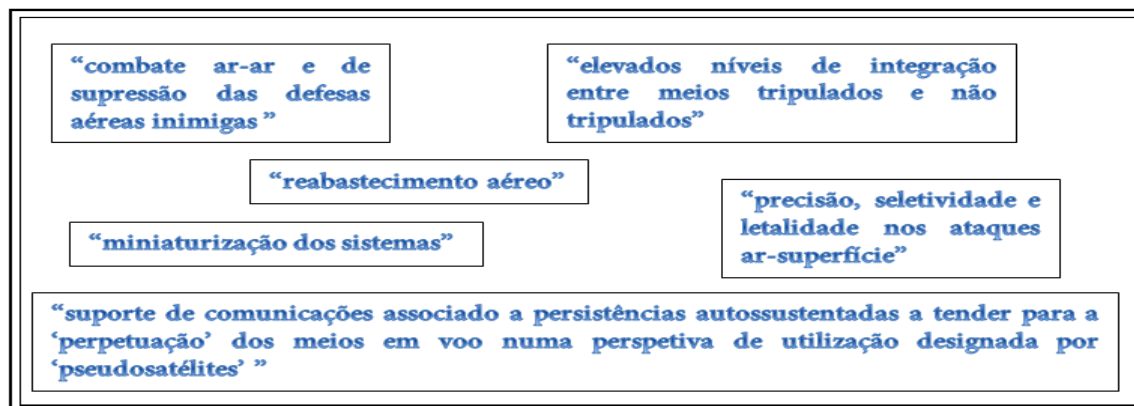 “combate ar-ar e de
supressão das defesas
aéreas inimigas ”
“elevados níveis de integração
entre meios tripulados e não
tripulados”
“reabastecimento aéreo”
“precisão, seletividade e
letalidade nos ataques
ar-superfície”
“miniaturização dos sistemas”
“suporte de comunicações associado a persistências autossustentadas a tender para a
‘perpetuação’ dos meios em voo numa perspetiva de utilização designada por
‘pseudosatélites’ ”